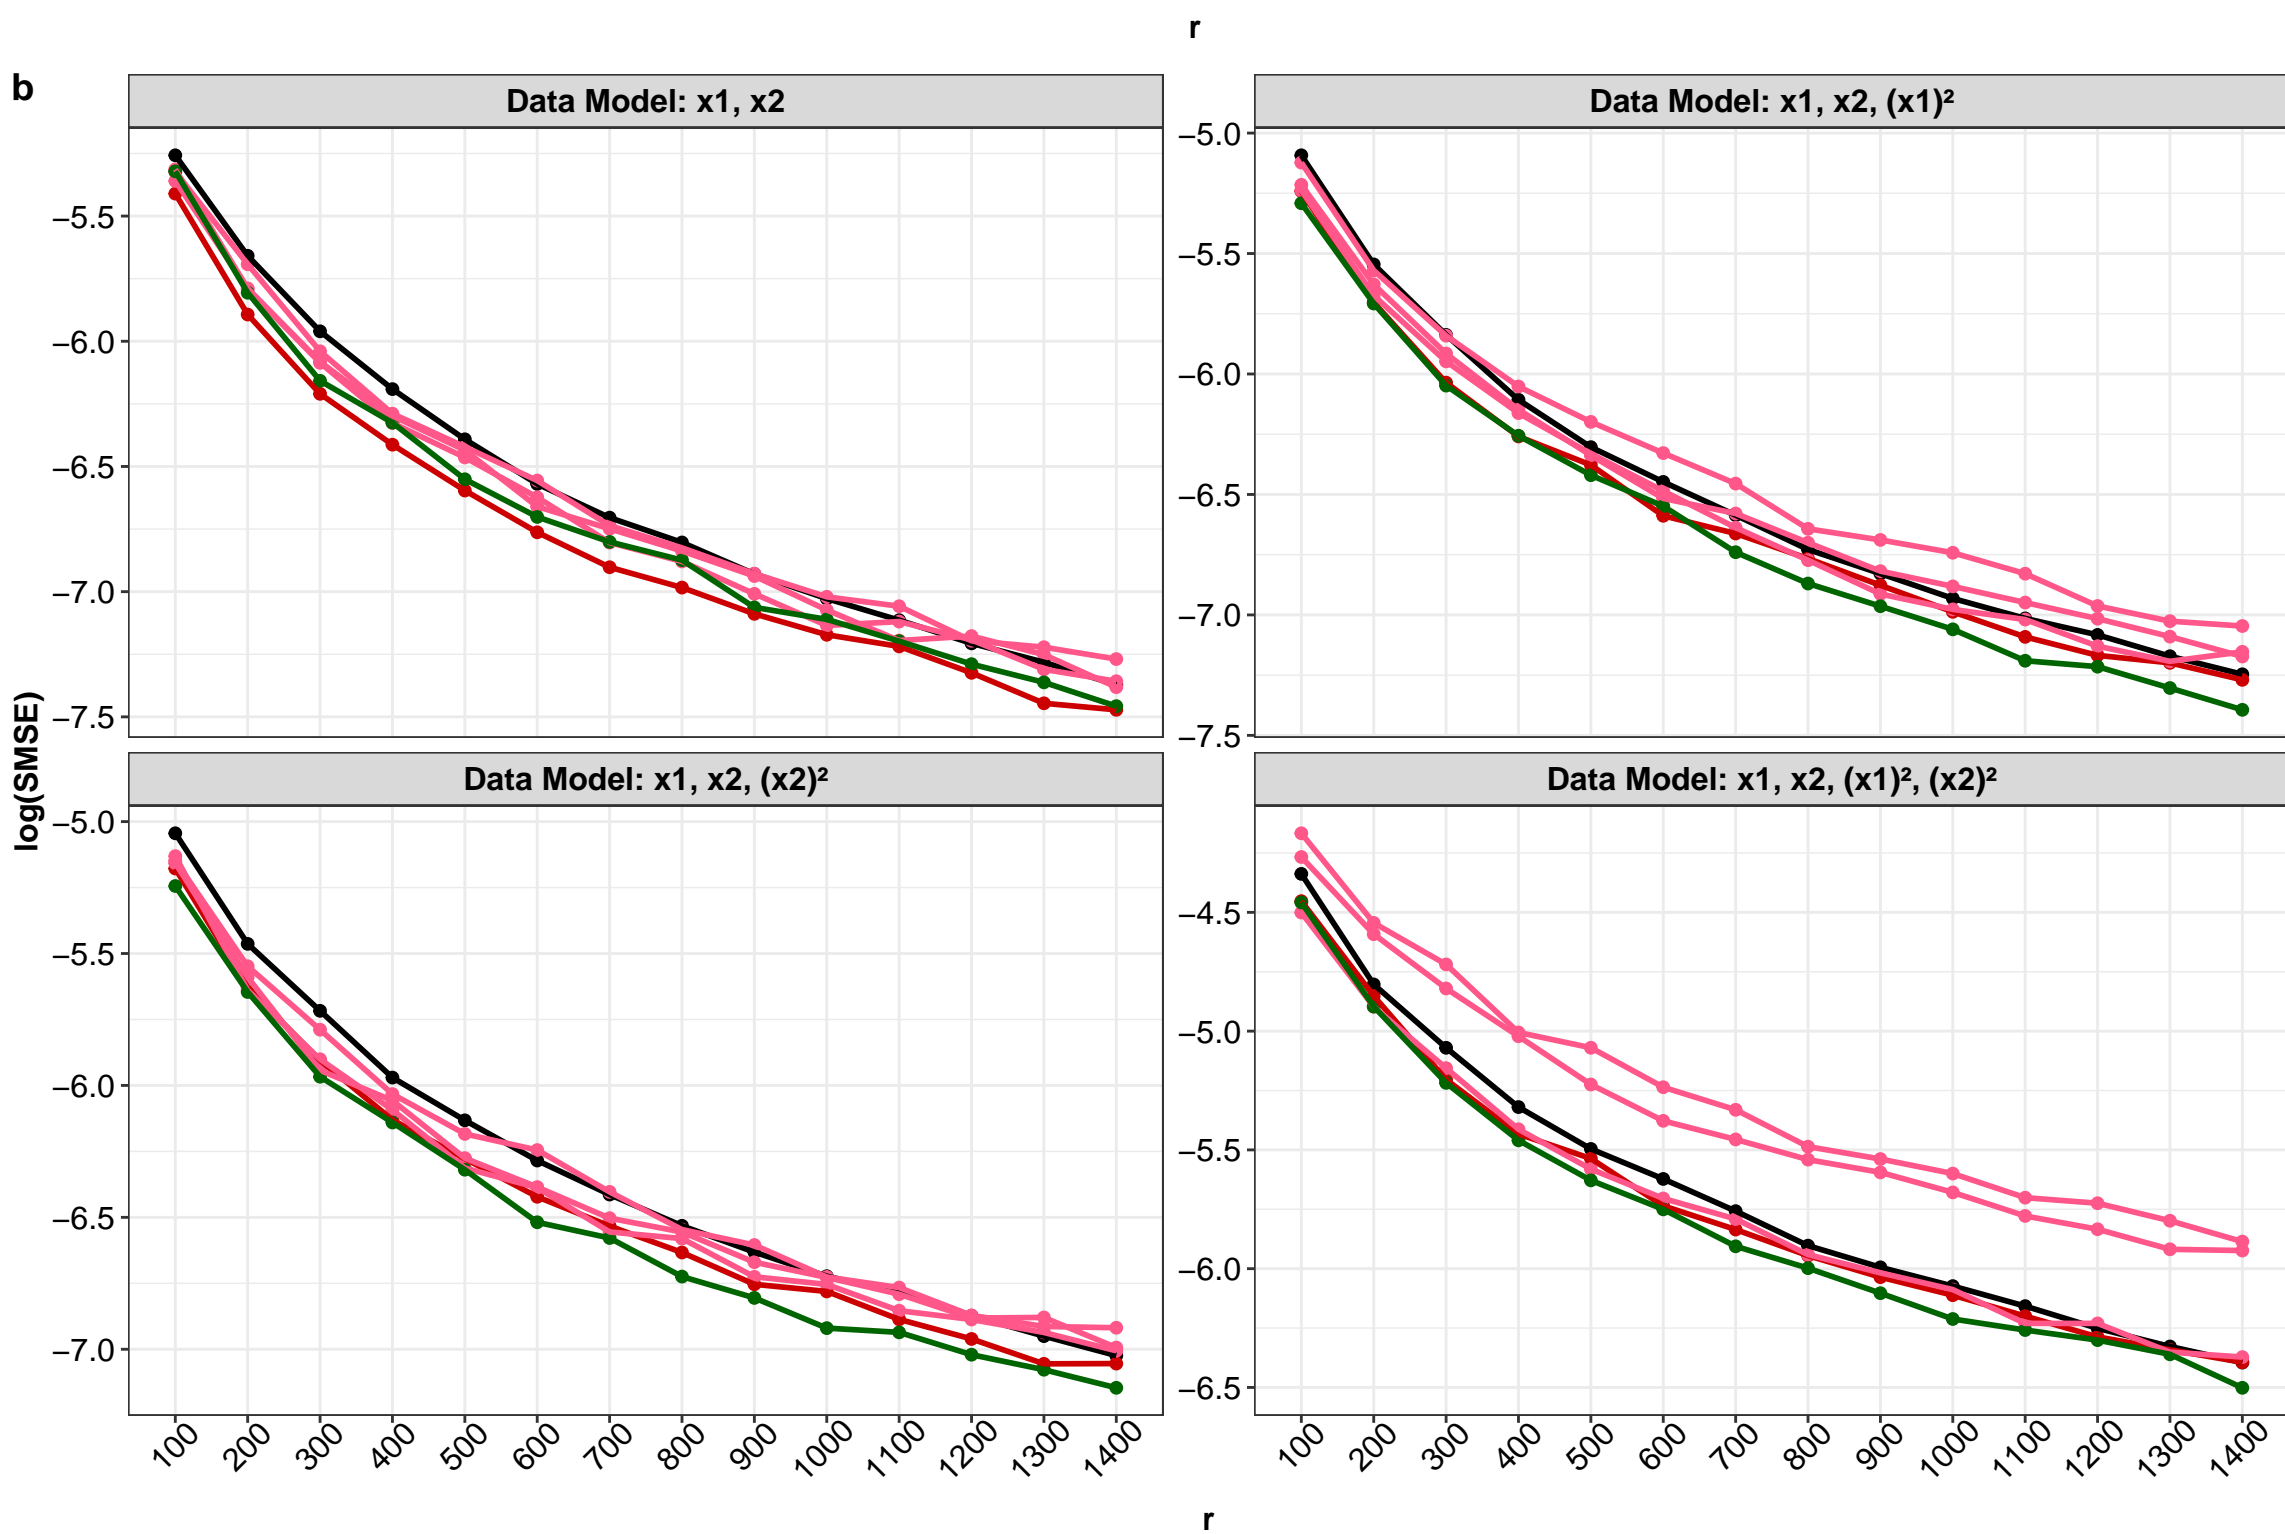 r
b
Data Model: x1, x2
Data Model: x1, x2, (x1)²
−5.5
−6.0
−6.5
−7.0
−7.5
−5.0
−5.5
−6.0
−6.5
−7.0
−7.5
log(SMSE)
Data Model: x1, x2, (x2)²
Data Model: x1, x2, (x1)², (x2)²
−5.0
−5.5
−6.0
−6.5
−7.0
−4.5
−5.0
−5.5
−6.0
−6.5
100 200 300 400 500 600 700 800 900 1000 1100 1200 1300 1400
100 200 300 400 500 600 700 800 900 1000 1100 1200 1300 1400
r